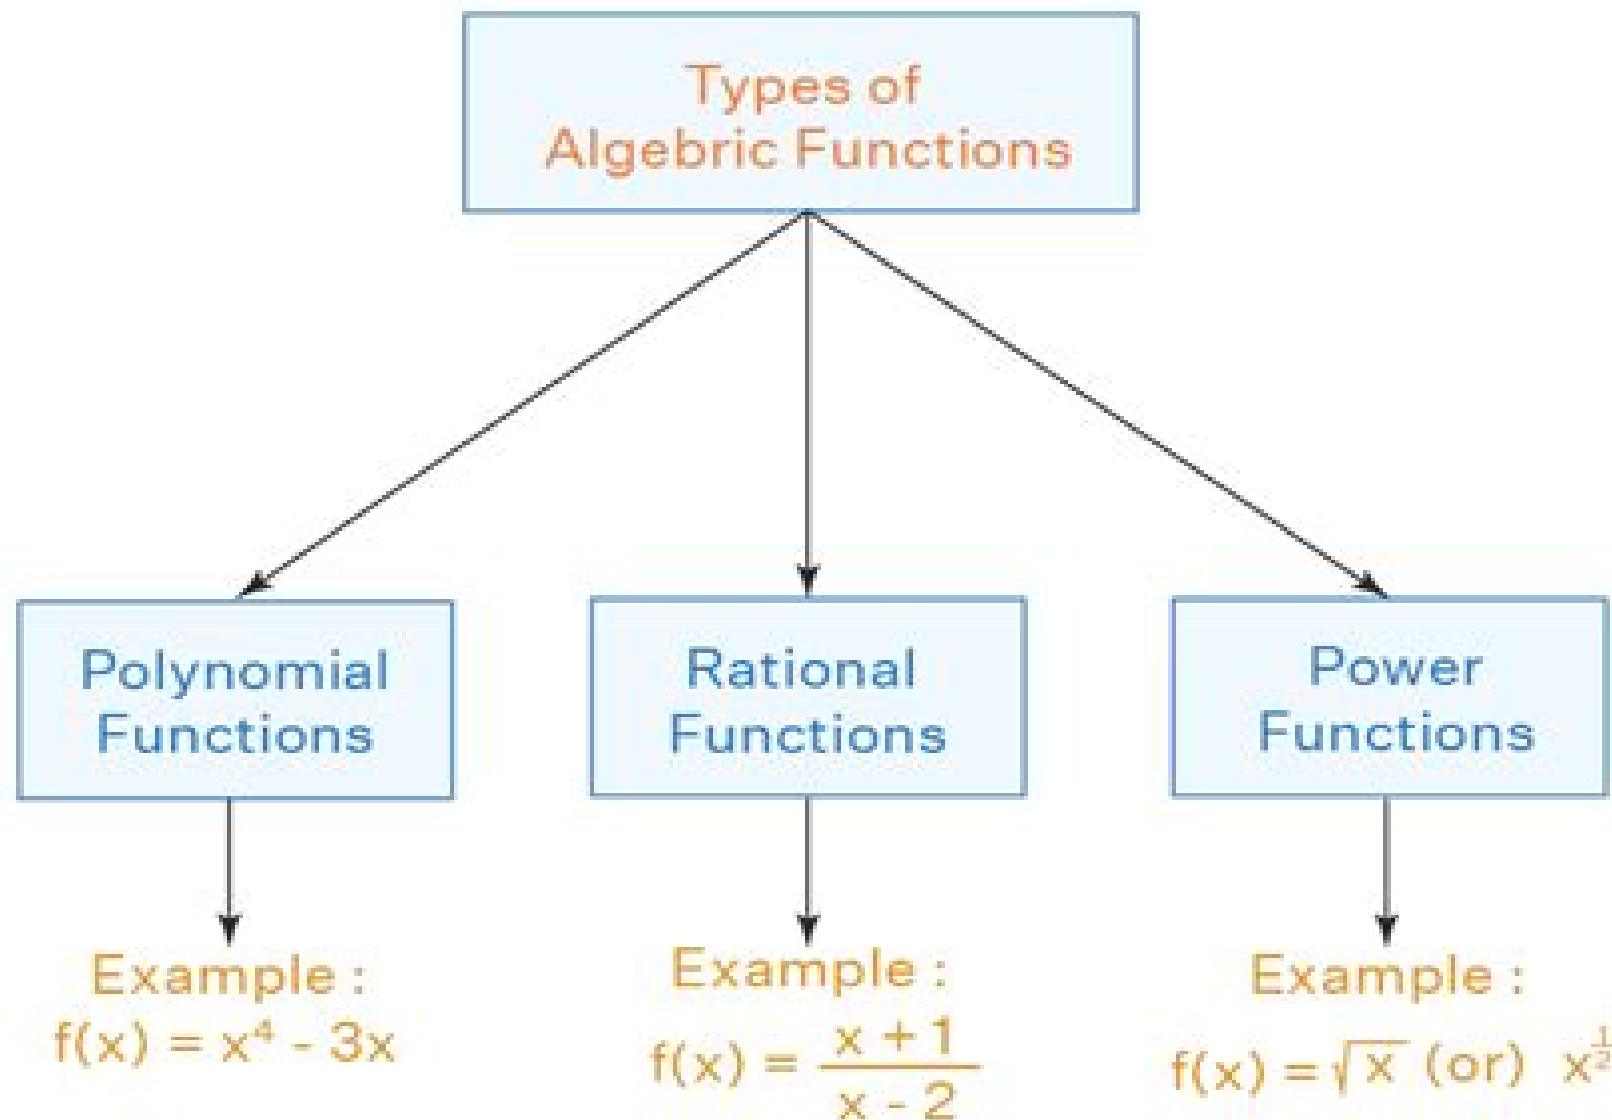 Types of
Algebric Functions
Polynomial
Functions
Rational
Functions
Power
Functions
Example :
f(x) = x⁴ - 3x
Example :
f(x) = (x + 1)/(x - 2)
Example :
f(x) = √x (or) x^(1/2)